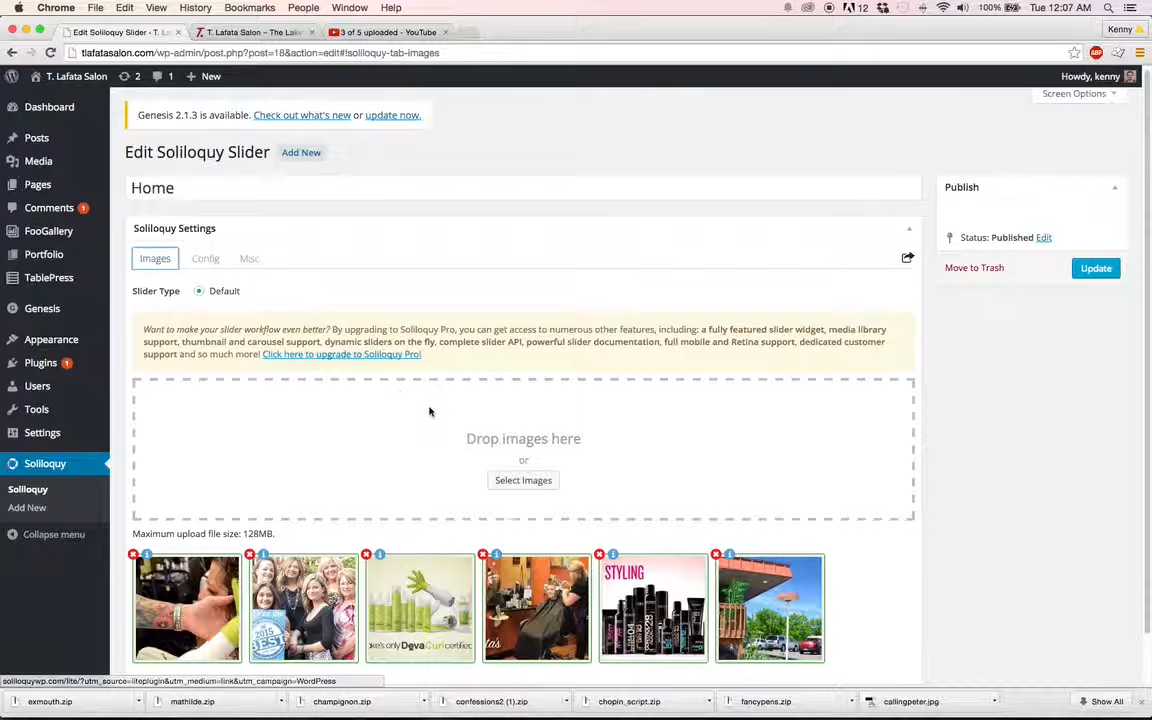 Chrome File Edit View History Bookmarks People Window Help 12 100% Tue 12:07 AM
Edit Soliloquy Slider ‹ T. L T. Lafata Salon – The Lake 3 of 5 uploaded - YouTube Kenny
tlafatasalon.com/wp-admin/post.php?post=18&action=edit#!soliloquy-tab-images ABP
T. Lafata Salon 2 1 New Howdy, kenny
Screen Options
Dashboard
Posts
Media
Pages
Comments 1
FooGallery
Portfolio
TablePress
Genesis
Appearance
Plugins 1
Users
Tools
Settings
Soliloquy
Soliloquy
Add New
Collapse menu
Genesis 2.1.3 is available. Check out what's new or update now.
Edit Soliloquy Slider Add New
Home
Soliloquy Settings
Images Config Misc
Slider Type Default
Want to make your slider workflow even better? By upgrading to Soliloquy Pro, you can get access to numerous other features, including: a fully featured slider widget, media library
support, thumbnail and carousel support, dynamic sliders on the fly, complete slider API, powerful slider documentation, full mobile and Retina support, dedicated customer
support and so much more! Click here to upgrade to Soliloquy Pro!
Drop images here
or
Select Images
Maximum upload file size: 128MB.
2015
BEST
DevaCurl certified
STYLING
Publish
Status: Published Edit
Move to Trash Update
soliloquywp.com/lite/?utm_source=liteplugin&utm_medium=link&utm_campaign=WordPress
exmouth.zip mathilde.zip champignon.zip confessions2 (1).zip chopin_script.zip fancypens.zip callingpeter.jpg Show All